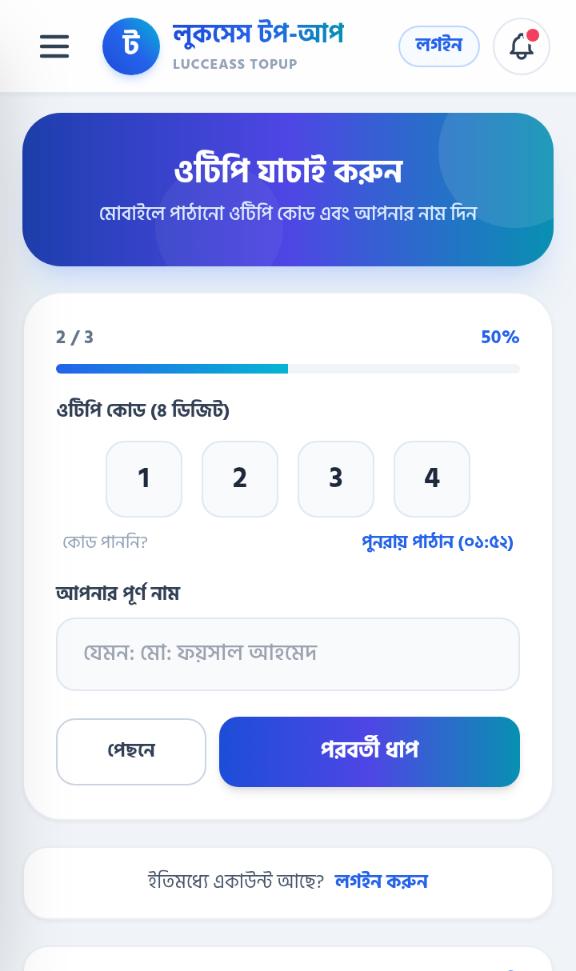 ট
লুকসেস টপ-আপ
LUCCEASS TOPUP
লগইন
ওটিপি যাচাই করুন
মোবাইলে পাঠানো ওটিপি কোড এবং আপনার নাম দিন
2 / 3
50%
ওটিপি কোড (৪ ডিজিট)
1 2 3 4
কোড পাননি?
পুনরায় পাঠান (০১:৫২)
আপনার পূর্ণ নাম
যেমন: মো: ফয়সাল আহমেদ
পেছনে
পরবর্তী ধাপ
ইতিমধ্যে একাউন্ট আছে? লগইন করুন